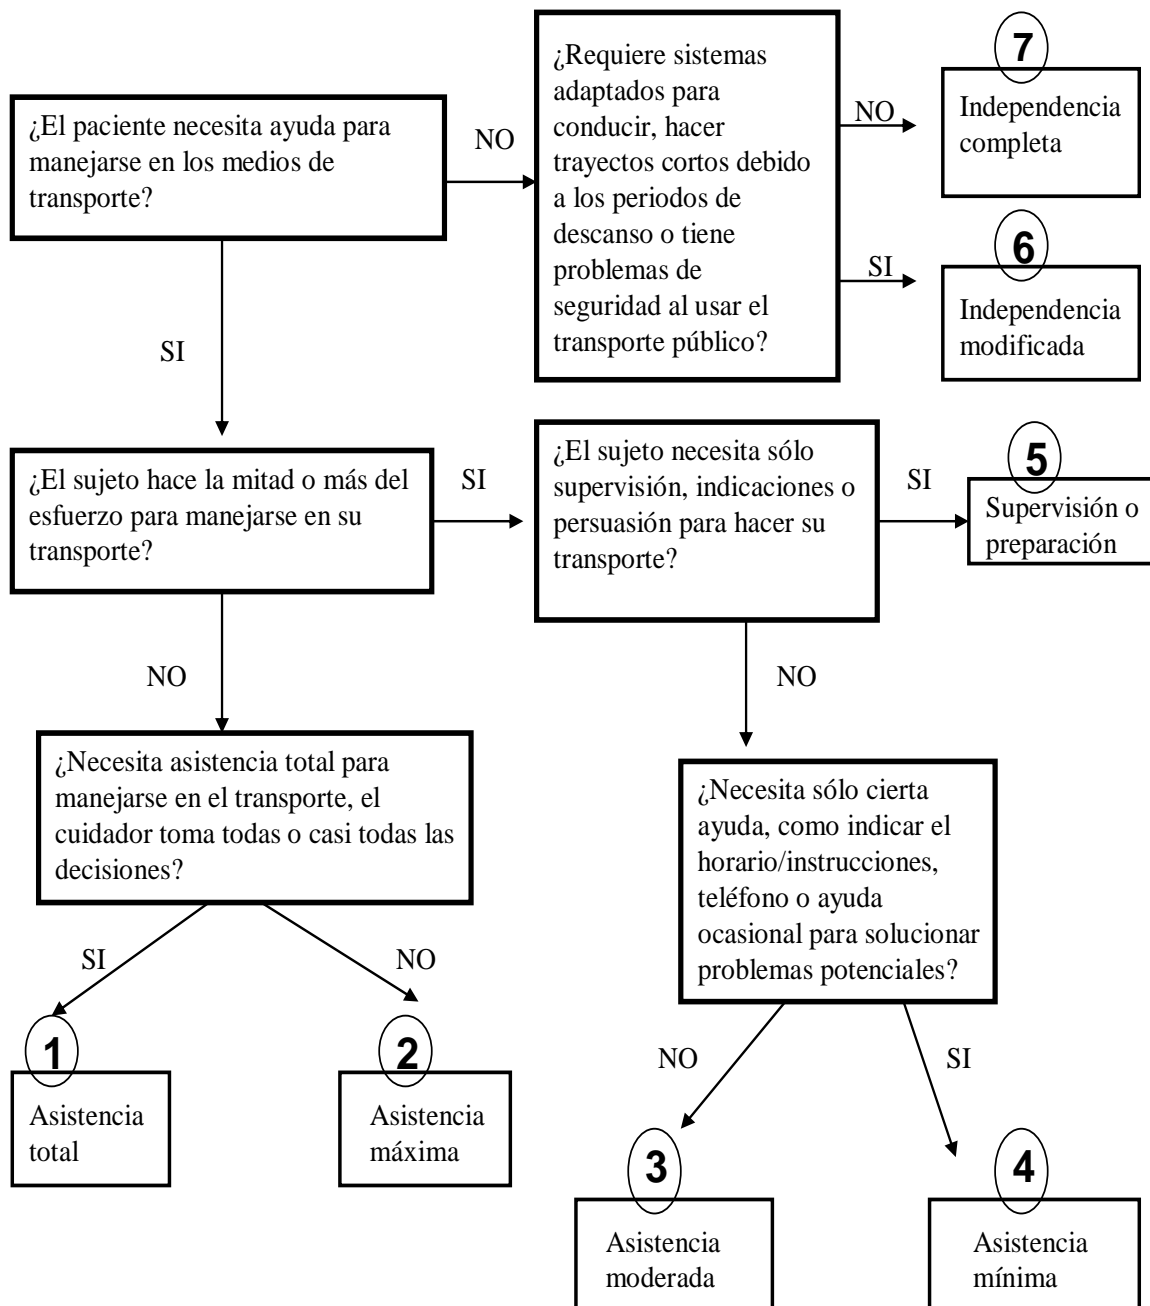 ¿El paciente necesita ayuda para
manejarse en los medios de
transporte?
NO
¿Requiere sistemas
adaptados para
conducir, hacer
trayectos cortos debido
a los periodos de
descanso o tiene
problemas de
seguridad al usar el
transporte público?
NO
7
Independencia
completa
SI
6
Independencia
modificada
SI
¿El sujeto hace la mitad o más del
esfuerzo para manejarse en su
transporte?
SI
¿El sujeto necesita sólo
supervisión, indicaciones o
persuasión para hacer su
transporte?
SI
5
Supervisión o
preparación
NO
¿Necesita asistencia total para
manejarse en el transporte, el
cuidador toma todas o casi todas las
decisiones?
SI
NO
1
Asistencia
total
2
Asistencia
máxima
NO
¿Necesita sólo cierta
ayuda, como indicar el
horario/instrucciones,
teléfono o ayuda
ocasional para solucionar
problemas potenciales?
NO
SI
3
Asistencia
moderada
4
Asistencia
mínima